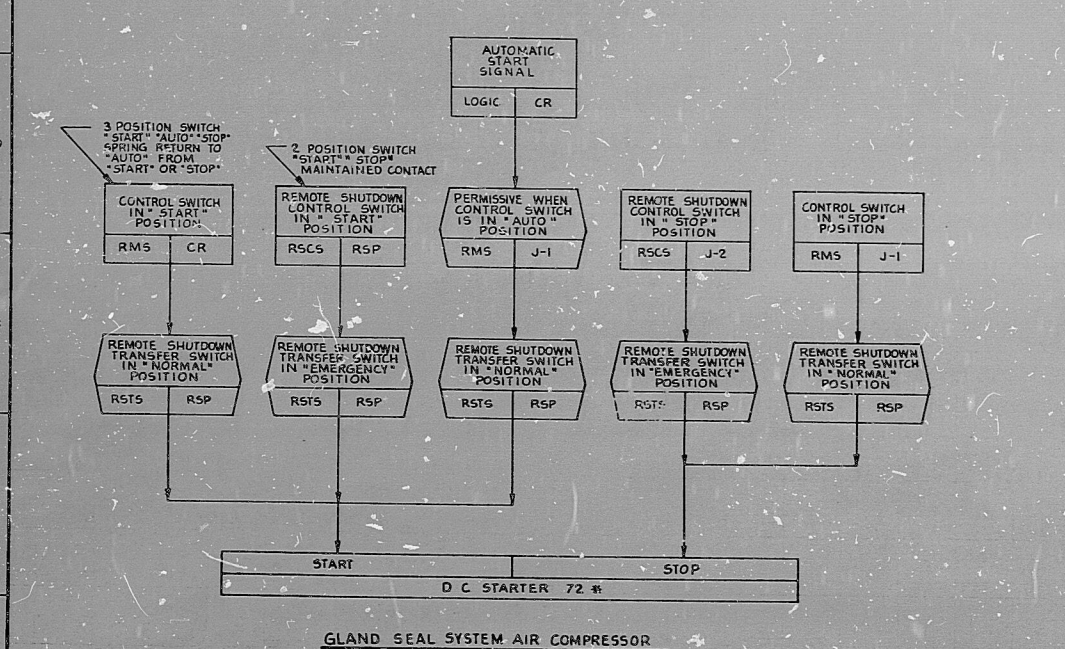 AUTOMATIC
START
SIGNAL
LOGIC CR
3 POSITION SWITCH
"START" "AUTO" "STOP"
SPRING RETURN TO
"AUTO" FROM
"START" OR "STOP"
2 POSITION SWITCH
"START" "STOP"
MAINTAINED CONTACT
CONTROL SWITCH
IN "START"
POSITION
RMS CR
REMOTE SHUTDOWN
CONTROL SWITCH
IN "START"
POSITION
RSCS RSP
PERMISSIVE WHEN
CONTROL SWITCH
IS IN "AUTO"
POSITION
RMS J-1
REMOTE SHUTDOWN
CONTROL SWITCH
IN "STOP"
POSITION
RSCS J-2
CONTROL SWITCH
IN "STOP"
POSITION
RMS J-1
REMOTE SHUTDOWN
TRANSFER SWITCH
IN "NORMAL"
POSITION
RSTS RSP
REMOTE SHUTDOWN
TRANSFER SWITCH
IN "EMERGENCY"
POSITION
RSTS RSP
REMOTE SHUTDOWN
TRANSFER SWITCH
IN "NORMAL"
POSITION
RSTS RSP
REMOTE SHUTDOWN
TRANSFER SWITCH
IN "EMERGENCY"
POSITION
RSTS RSP
REMOTE SHUTDOWN
TRANSFER SWITCH
IN "NORMAL"
POSITION
RSTS RSP
START STOP
D C STARTER 72 *
GLAND SEAL SYSTEM AIR COMPRESSOR